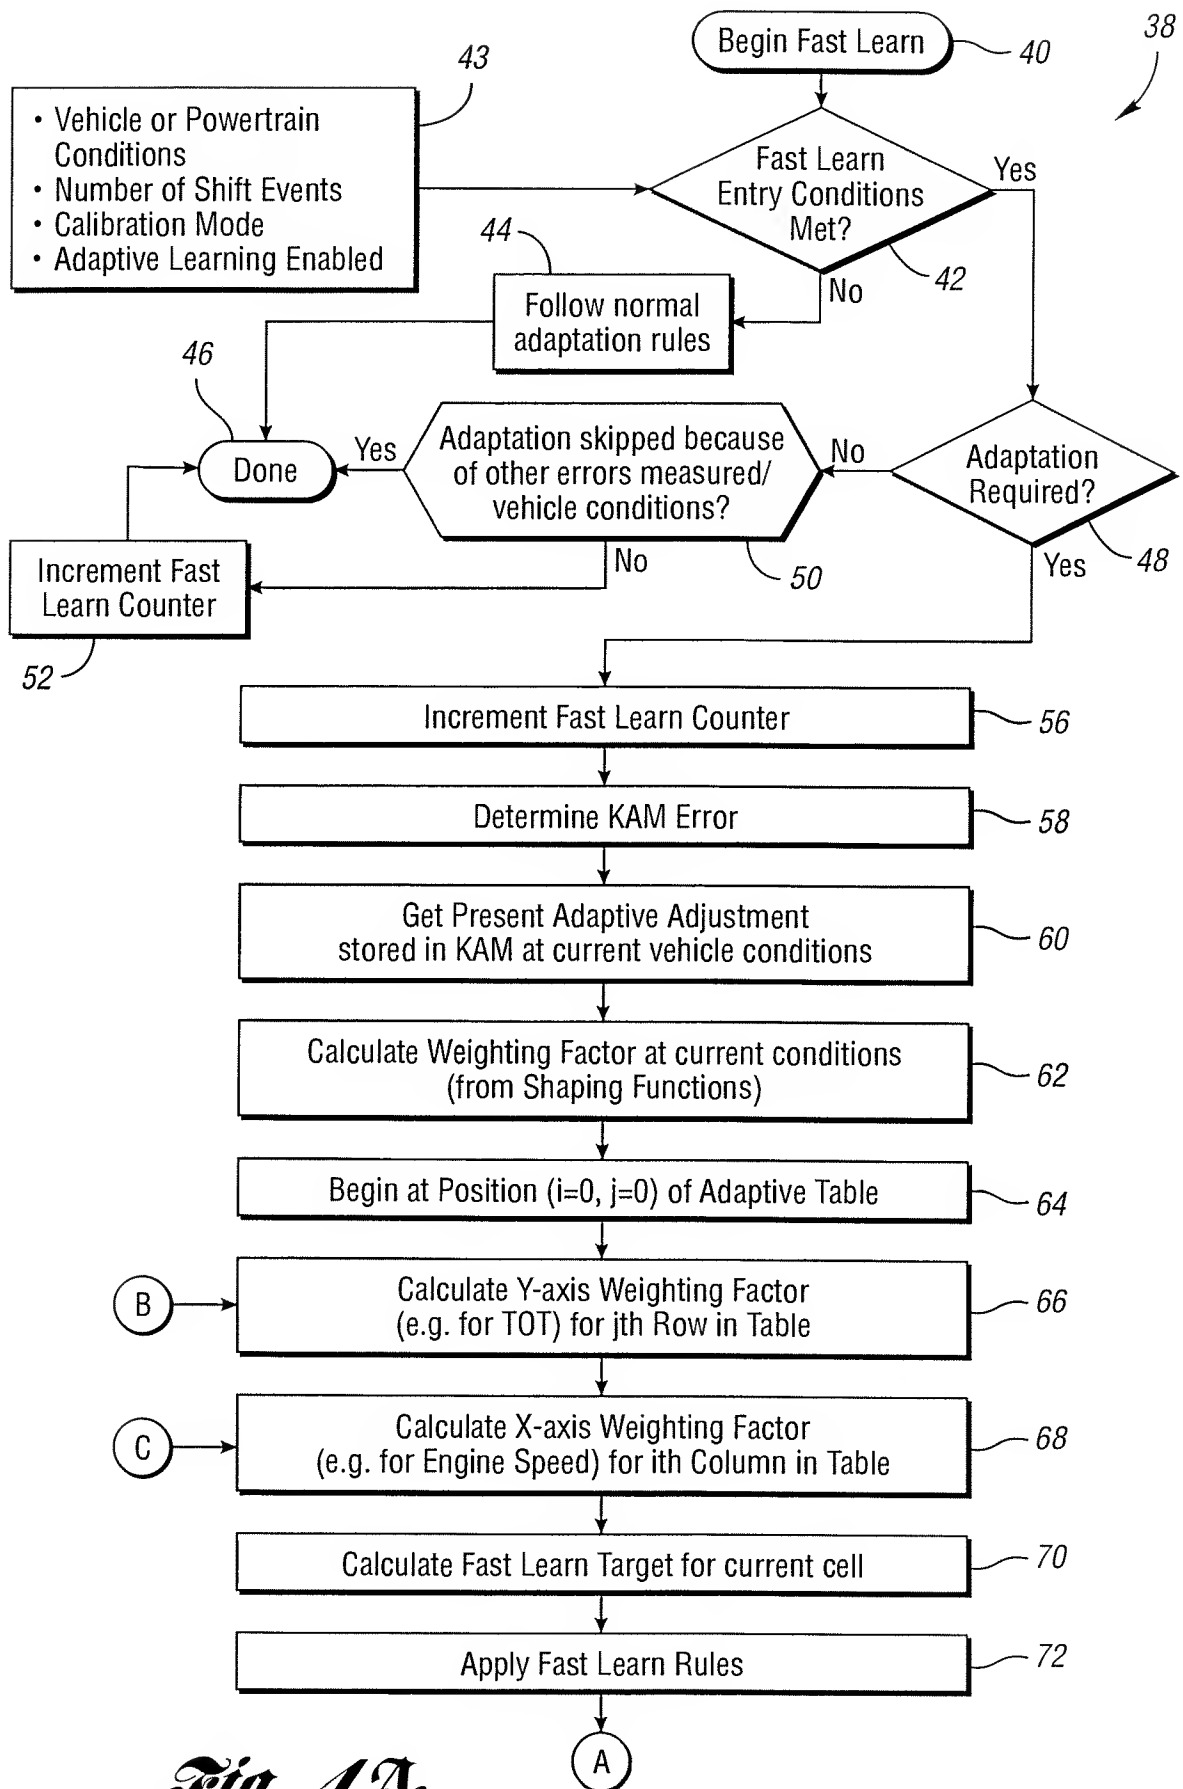 Begin Fast Learn
40
38
43
• Vehicle or Powertrain
Conditions
• Number of Shift Events
• Calibration Mode
• Adaptive Learning Enabled
Fast Learn
Entry Conditions
Met?
Yes
42
No
44
Follow normal
adaptation rules
46
Done
Yes
Adaptation skipped because
of other errors measured/
vehicle conditions?
No
Adaptation
Required?
48
Yes
50
No
Increment Fast
Learn Counter
52
Increment Fast Learn Counter
56
Determine KAM Error
58
Get Present Adaptive Adjustment
stored in KAM at current vehicle conditions
60
Calculate Weighting Factor at current conditions
(from Shaping Functions)
62
Begin at Position (i=0, j=0) of Adaptive Table
64
B
Calculate Y-axis Weighting Factor
(e.g. for TOT) for jth Row in Table
66
C
Calculate X-axis Weighting Factor
(e.g. for Engine Speed) for ith Column in Table
68
Calculate Fast Learn Target for current cell
70
Apply Fast Learn Rules
72
A
Fig. 4A